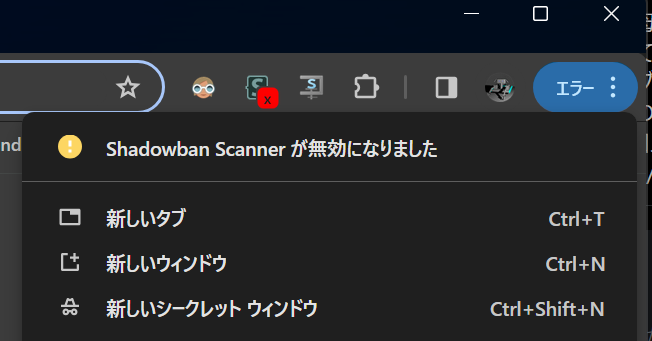 エラー
nd
Shadowban Scanner が無効になりました
新しいタブ Ctrl+T
新しいウィンドウ Ctrl+N
新しいシークレット ウィンドウ Ctrl+Shift+N